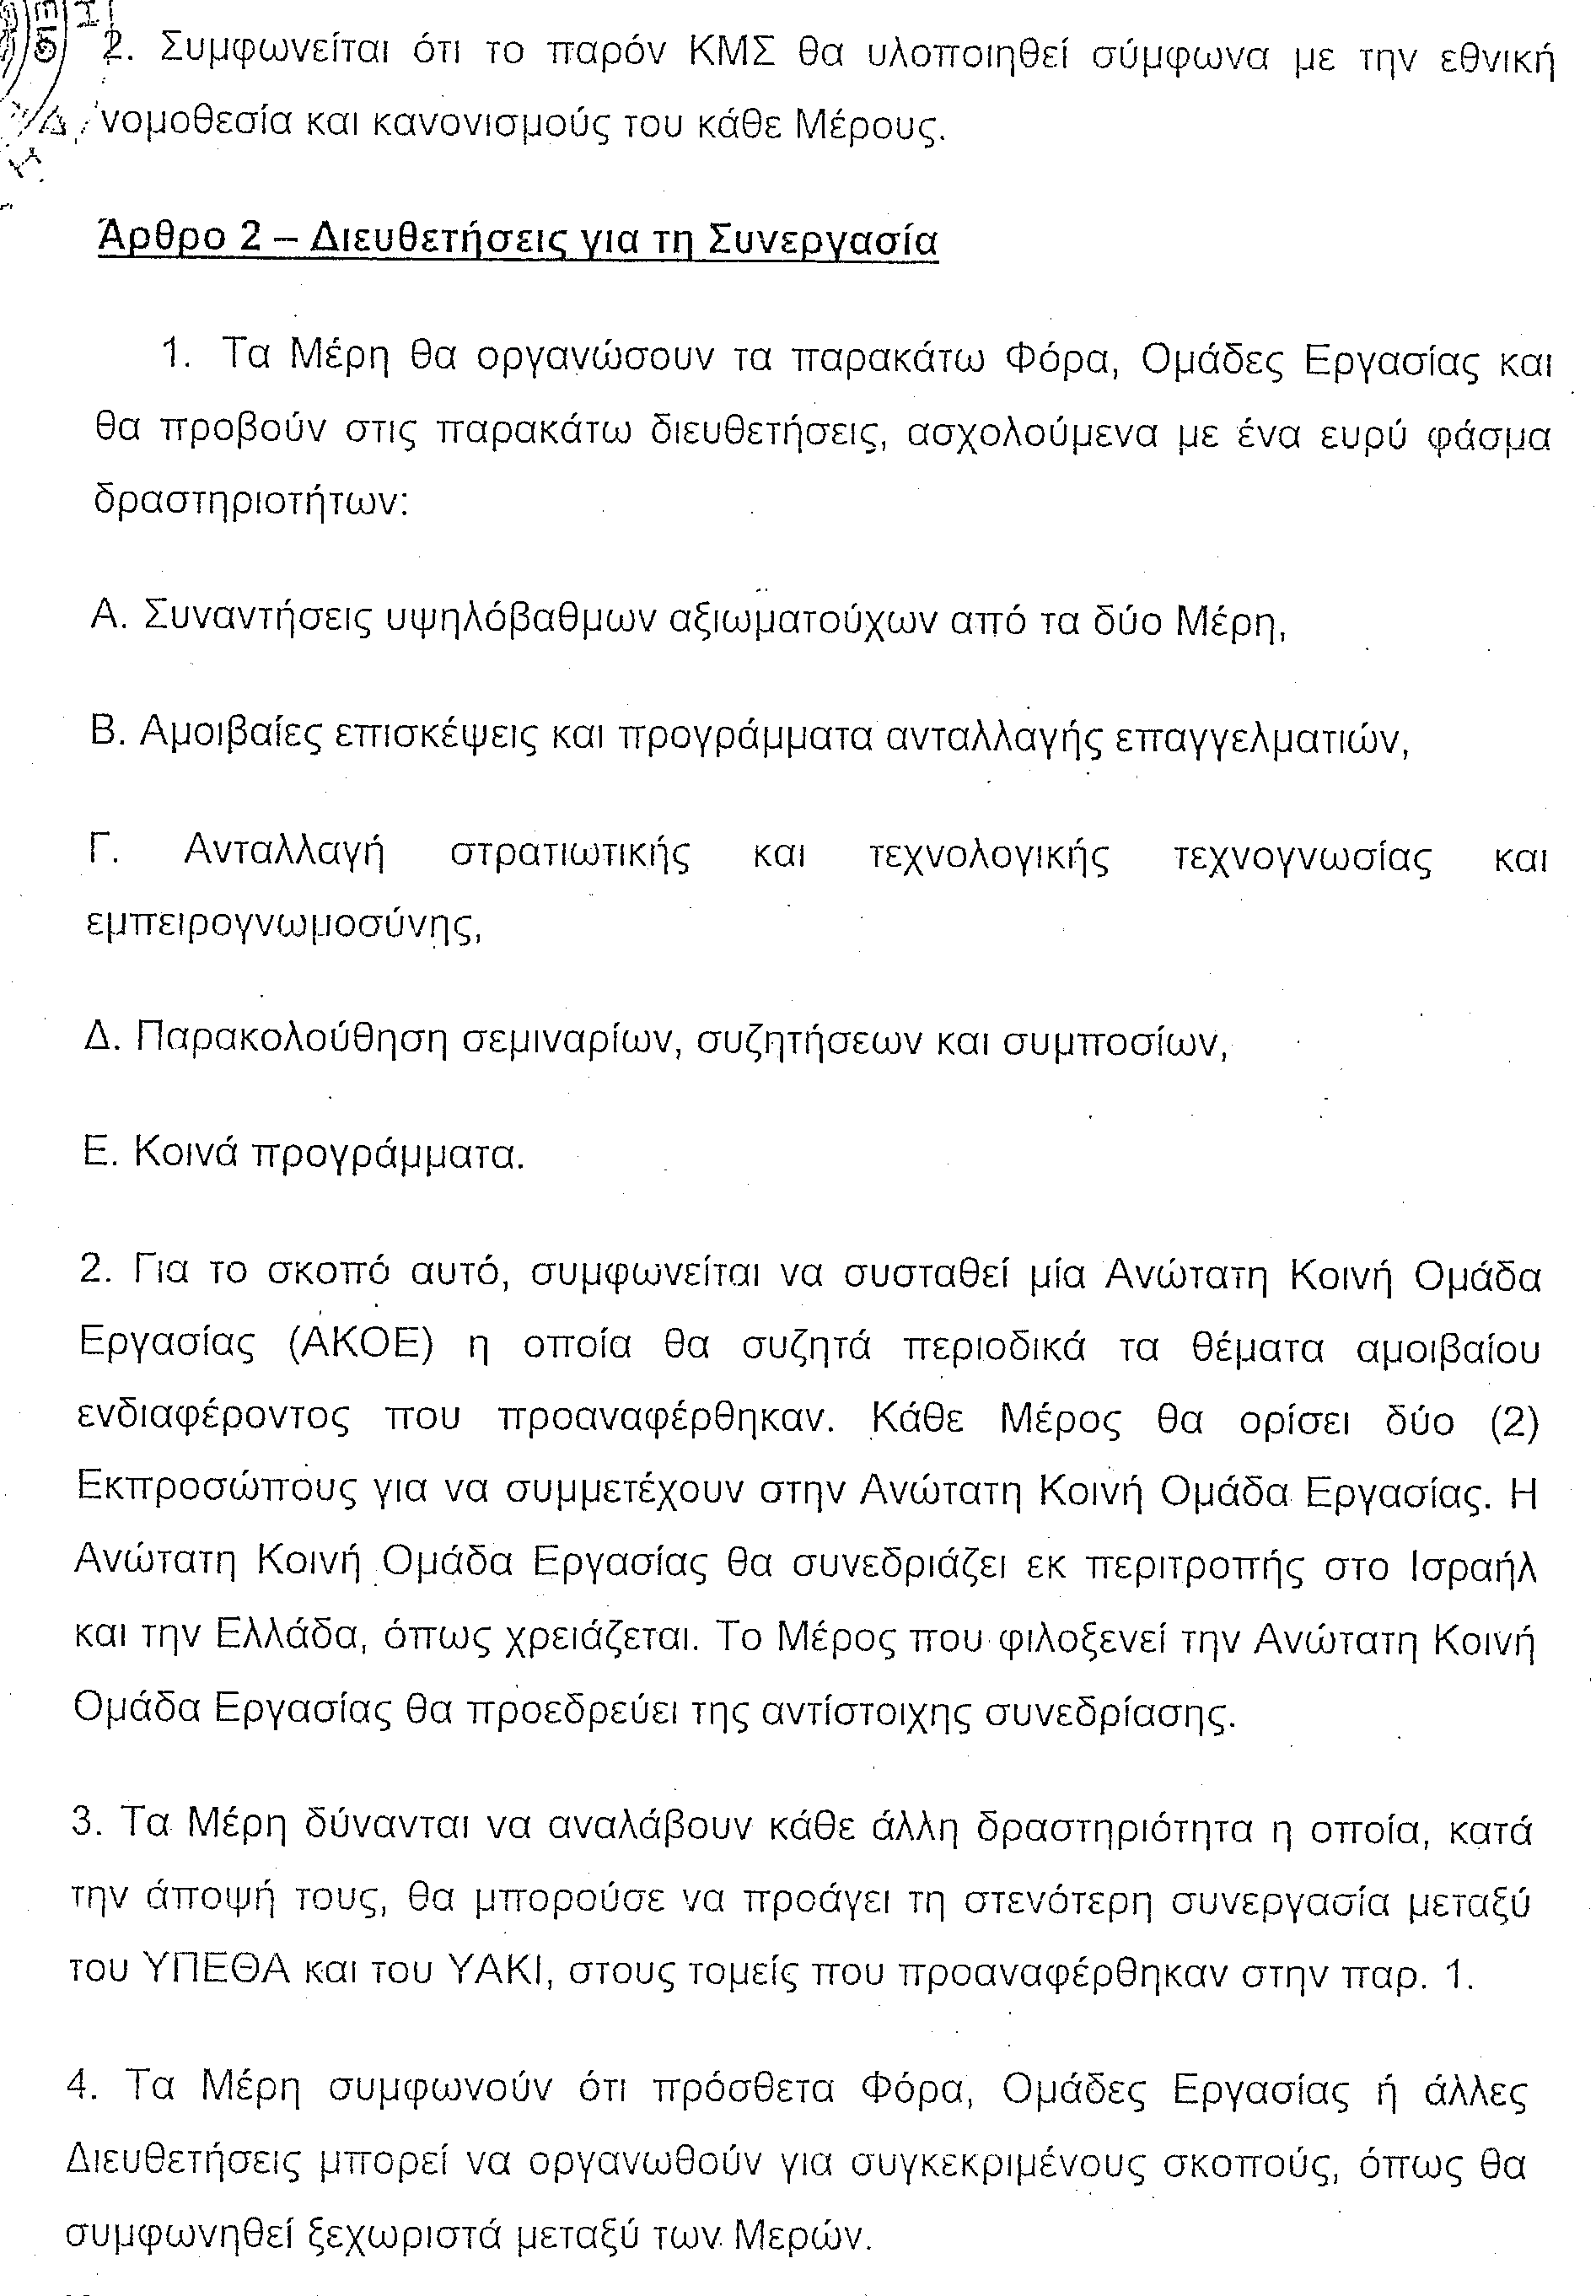 2. Συμφωνείται ότι το παρόν ΚΜΣ θα υλοποιηθεί σύμφωνα με την εθνική
νομοθεσία και κανονισμούς του κάθε Μέρους.
Άρθρο 2 – Διευθετήσεις για τη Συνεργασία
1. Τα Μέρη θα οργανώσουν τα παρακάτω Φόρα, Ομάδες Εργασίας και
θα προβούν στις παρακάτω διευθετήσεις, ασχολούμενα με ένα ευρύ φάσμα
δραστηριοτήτων:
Α. Συναντήσεις υψηλόβαθμων αξιωματούχων από τα δύο Μέρη,
Β. Αμοιβαίες επισκέψεις και προγράμματα ανταλλαγής επαγγελματιών,
Γ. Ανταλλαγή στρατιωτικής και τεχνολογικής τεχνογνωσίας και
εμπειρογνωμοσύνης,
Δ. Παρακολούθηση σεμιναρίων, συζητήσεων και συμποσίων,
Ε. Κοινά προγράμματα.
2. Για το σκοπό αυτό, συμφωνείται να συσταθεί μία Ανώτατη Κοινή Ομάδα
Εργασίας (ΑΚΟΕ) η οποία θα συζητά περιοδικά τα θέματα αμοιβαίου
ενδιαφέροντος που προαναφέρθηκαν. Κάθε Μέρος θα ορίσει δύο (2)
Εκπροσώπους για να συμμετέχουν στην Ανώτατη Κοινή Ομάδα Εργασίας. Η
Ανώτατη Κοινή Ομάδα Εργασίας θα συνεδριάζει εκ περιτροπής στο Ισραήλ
και την Ελλάδα, όπως χρειάζεται. Το Μέρος που φιλοξενεί την Ανώτατη Κοινή
Ομάδα Εργασίας θα προεδρεύει της αντίστοιχης συνεδρίασης.
3. Τα Μέρη δύνανται να αναλάβουν κάθε άλλη δραστηριότητα η οποία, κατά
την άποψή τους, θα μπορούσε να προάγει τη στενότερη συνεργασία μεταξύ
του ΥΠΕΘΑ και του ΥΑΚΙ, στους τομείς που προαναφέρθηκαν στην παρ. 1.
4. Τα Μέρη συμφωνούν ότι πρόσθετα Φόρα, Ομάδες Εργασίας ή άλλες
Διευθετήσεις μπορεί να οργανωθούν για συγκεκριμένους σκοπούς, όπως θα
συμφωνηθεί ξεχωριστά μεταξύ των Μερών.